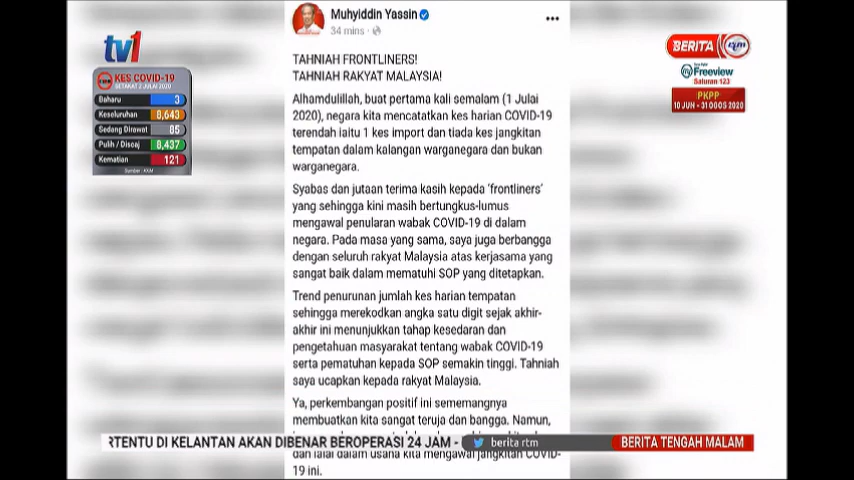 Muhyiddin Yassin
34 mins
TAHNIAH FRONTLINERS!
TAHNIAH RAKYAT MALAYSIA!
Alhamdulillah, buat pertama kali semalam (1 Julai
2020), negara kita mencatatkan kes harian COVID-19
terendah iaitu 1 kes import dan tiada kes jangkitan
tempatan dalam kalangan warganegara dan bukan
warganegara.
Syabas dan jutaan terima kasih kepada 'frontliners'
yang sehingga kini masih bertungkus-lumus
mengawal penularan wabak COVID-19 di dalam
negara. Pada masa yang sama, saya juga berbangga
dengan seluruh rakyat Malaysia atas kerjasama yang
sangat baik dalam mematuhi SOP yang ditetapkan.
Trend penurunan jumlah kes harian tempatan
sehingga merekodkan angka satu digit sejak akhir-
akhir ini menunjukkan tahap kesedaran dan
pengetahuan masyarakat tentang wabak COVID-19
serta pematuhan kepada SOP semakin tinggi. Tahniah
saya ucapkan kepada rakyat Malaysia.
Ya, perkembangan positif ini sememangnya
membuatkan kita sangat teruja dan bangga. Namun,
dan lalai dalam usaha kita mengawal jangkitan COVID-
19 ini.
tv1
KES COVID-19
SETAKAT 2 JULAI 2020
Baharu 3
Keseluruhan 8,643
Sedang Dirawat 85
Pulih / Discaj 8,437
Kematian 121
Sumber : KKM
BERITA rtm
myFreeview
Saluran 123
PKPP
10 JUN - 31 OGOS 2020
RTENTU DI KELANTAN AKAN DIBENAR BEROPERASI 24 JAM -
berita rtm
BERITA TENGAH MALAM